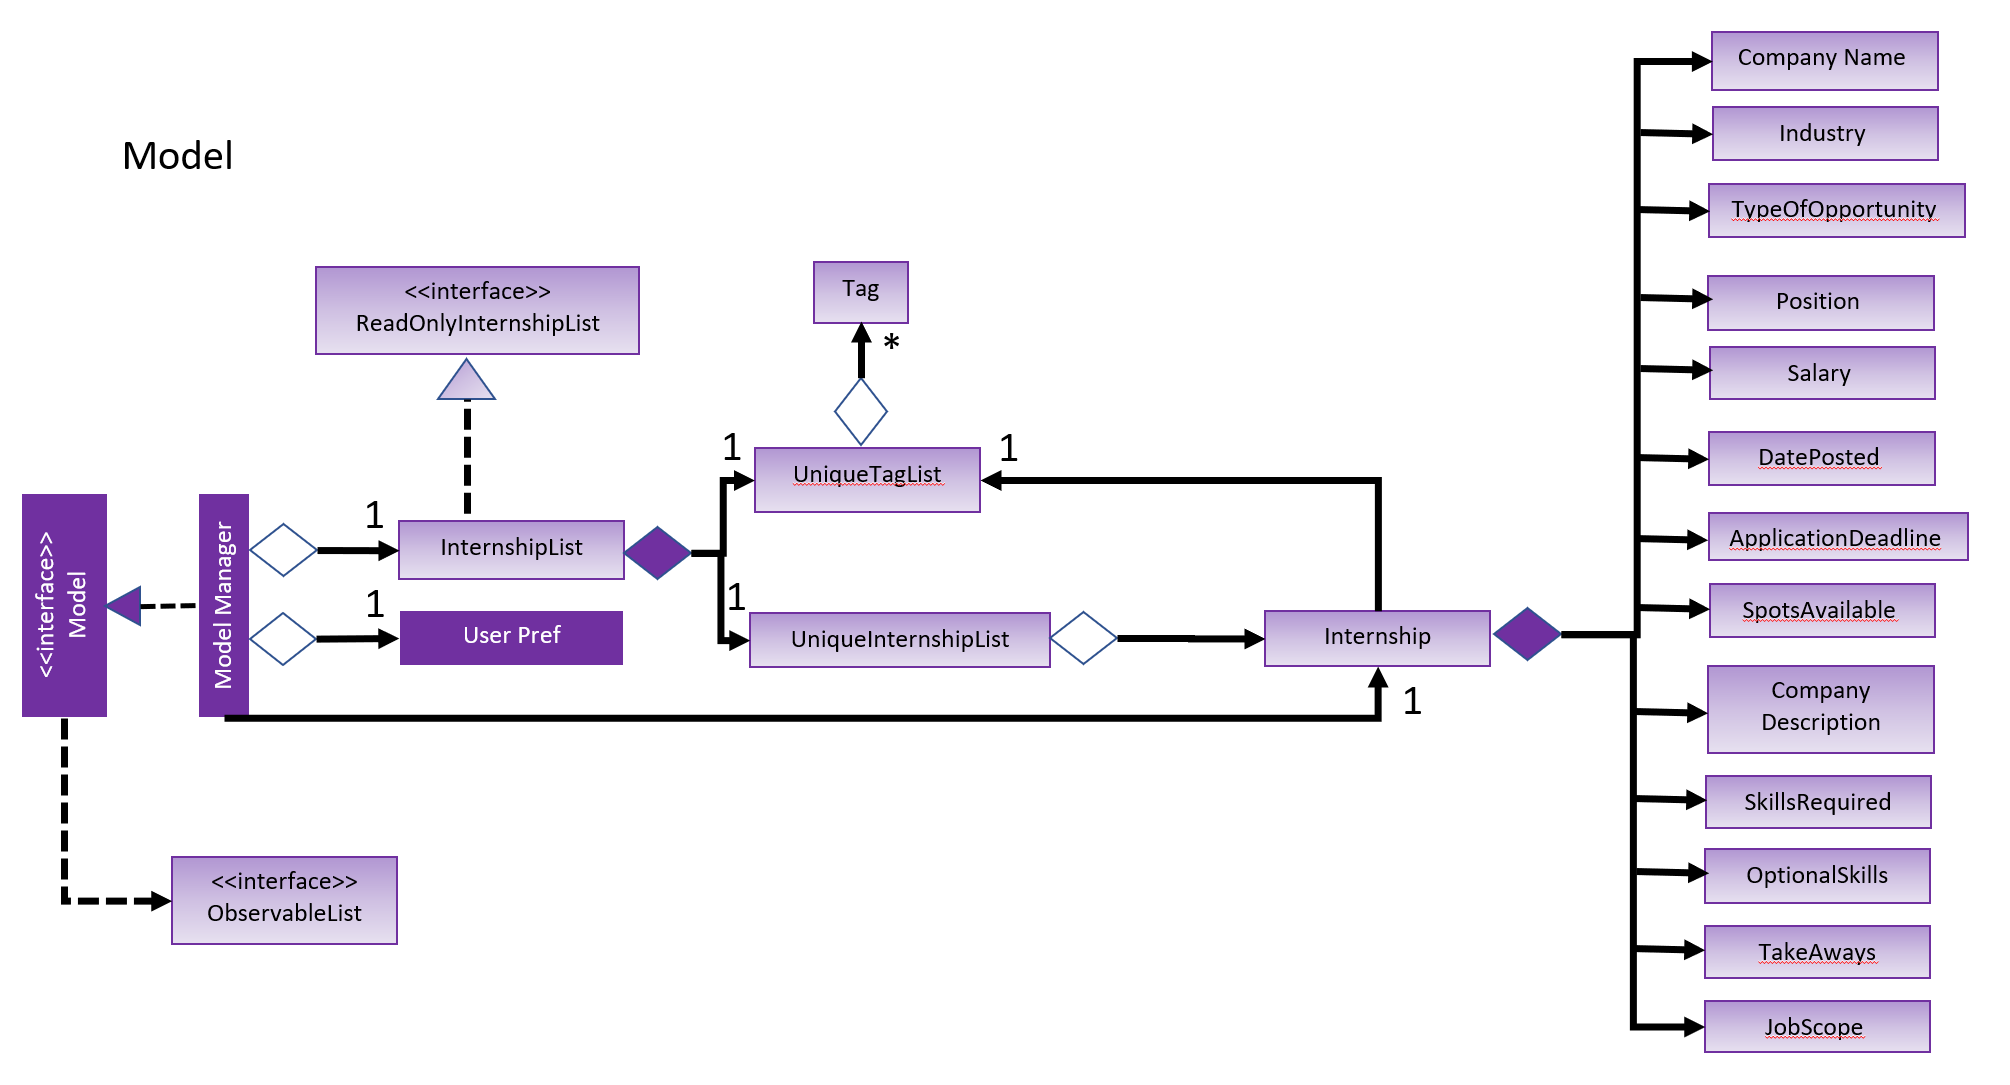 Model
<<interface>>
Model
Model Manager
<<interface>>
ReadOnlyInternshipList
1
InternshipList
1
User Pref
<<interface>>
ObservableList
Tag
*
1
UniqueTagList
1
1
UniqueInternshipList
Internship
1
Company Name
Industry
TypeOfOpportunity
Position
Salary
DatePosted
ApplicationDeadline
SpotsAvailable
Company
Description
SkillsRequired
OptionalSkills
TakeAways
JobScope